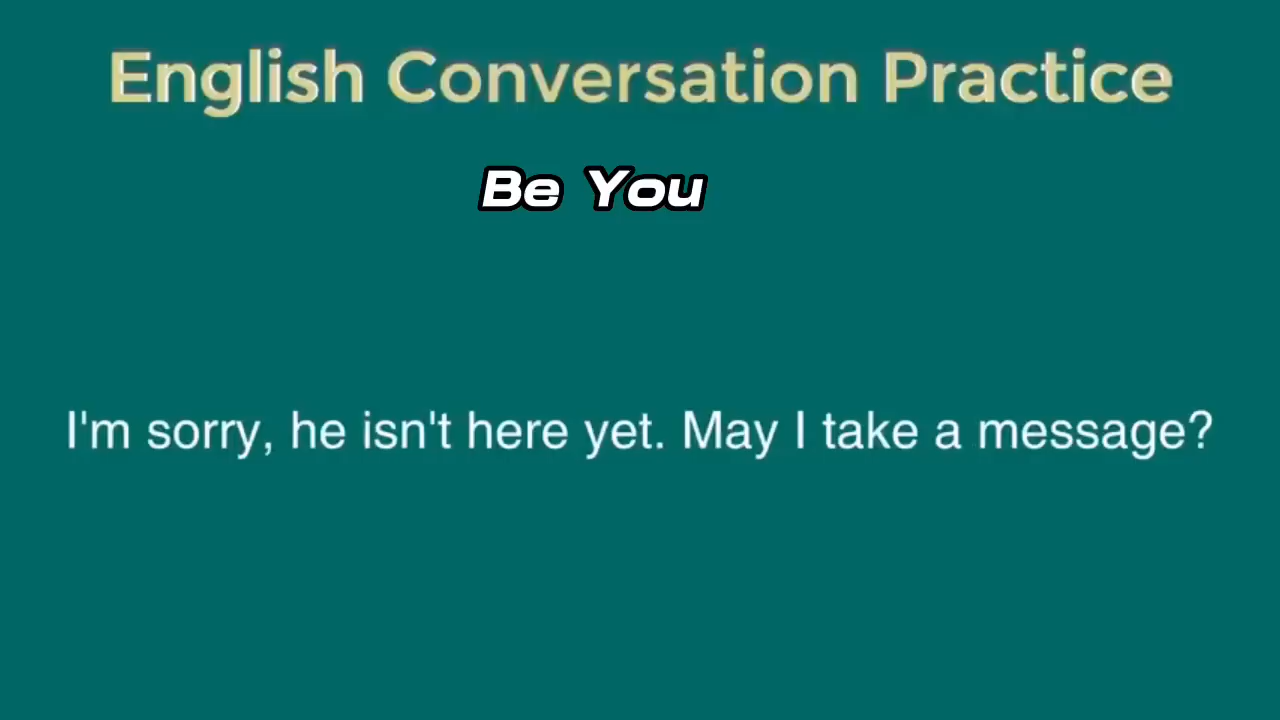 English Conversation Practice
Be You
I'm sorry, he isn't here yet. May I take a message?